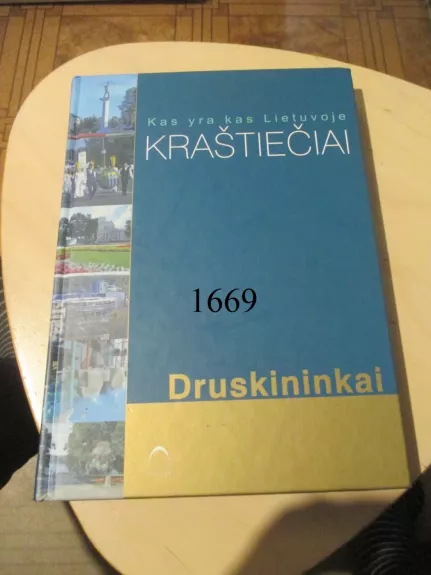 Kas yra kas Lietuvoje
KRAŠTIEČIAI
1669
Druskininkai